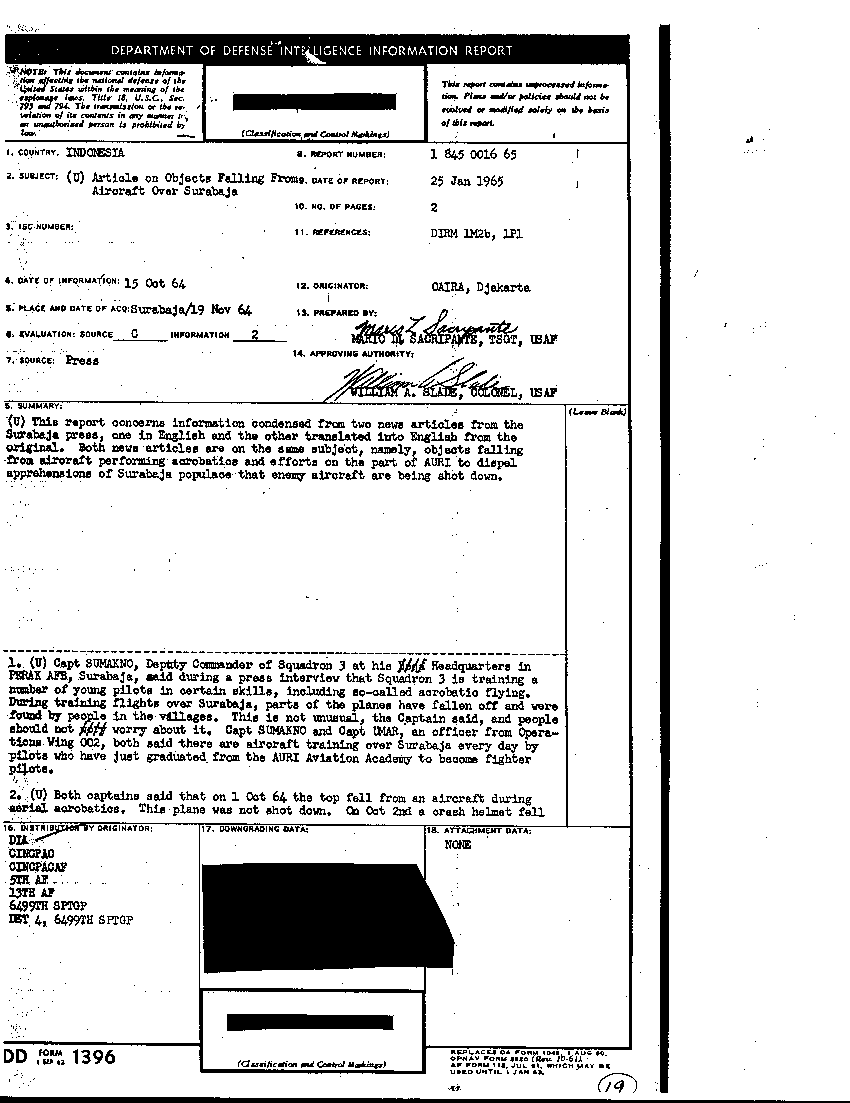 DEPARTMENT OF DEFENSE INTELLIGENCE INFORMATION REPORT
NOTE: This document contains informa-
tion affecting the national defense of the
United States within the meaning of the
espionage laws, Title 18, U.S.C., Sec.
793 and 794. The transmission or the re-
velation of its contents in any manner to
an unauthorized person is prohibited by
law.
(Classification and Control Markings)
This report contains unprocessed informa-
tion. Plans and/or policies should not be
evolved or modified solely on the basis
of this report.
1. COUNTRY: INDONESIA
8. REPORT NUMBER: 1 845 0016 65
2. SUBJECT: (U) Article on Objects Falling From
Aircraft Over Surabaja
9. DATE OF REPORT: 25 Jan 1965
10. NO. OF PAGES: 2
3. ISC NUMBER:
11. REFERENCES: DIRM 1M2b, 1P1
4. DATE OF INFORMATION: 15 Oct 64
12. ORIGINATOR: OAIRA, Djakarta
5. PLACE AND DATE OF ACQ: Surabaja/19 Nov 64
13. PREPARED BY:
6. EVALUATION: SOURCE C INFORMATION 2
MARIO L. SACRIPANTE, TSGT, USAF
7. SOURCE: Press
14. APPROVING AUTHORITY:
WILLIAM A. SLADE, COLONEL, USAF
5. SUMMARY:
(Leave Blank)
(U) This report concerns information condensed from two news articles from the
Surabaja press, one in English and the other translated into English from the
original. Both news articles are on the same subject, namely, objects falling
from aircraft performing acrobatics and efforts on the part of AURI to dispel
apprehensions of Surabaja populace that enemy aircraft are being shot down.
1. (U) Capt SUMAKNO, Deputy Commander of Squadron 3 at his Headquarters in
PERAK AFB, Surabaja, said during a press interview that Squadron 3 is training a
number of young pilots in certain skills, including so-called acrobatic flying.
During training flights over Surabaja, parts of the planes have fallen off and were
found by people in the villages. This is not unusual, the Captain said, and people
should not worry about it. Capt SUMAKNO and Capt UMAR, an officer from Opera-
tions Wing 002, both said there are aircraft training over Surabaja every day by
pilots who have just graduated from the AURI Aviation Academy to become fighter
pilots.
2. (U) Both captains said that on 1 Oct 64 the top fell from an aircraft during
aerial acrobatics. This plane was not shot down. On Oct 2nd a crash helmet fell
16. DISTRIBUTION BY ORIGINATOR:
DIA
CINCPAC
CINCPACAF
5TH AF
13TH AF
6499TH SPTGP
DET 4, 6499TH SPTGP
17. DOWNGRADING DATA:
18. ATTACHMENT DATA:
NONE
(Classification and Control Markings)
DD FORM 1396
1 SEP 62
REPLACES DA FORM 1048, 1 AUG 60,
OPNAV FORM 3820 (Rev. 10-61)
AF FORM 112, JUL 61, WHICH MAY BE
USED UNTIL 1 JAN 63.
19